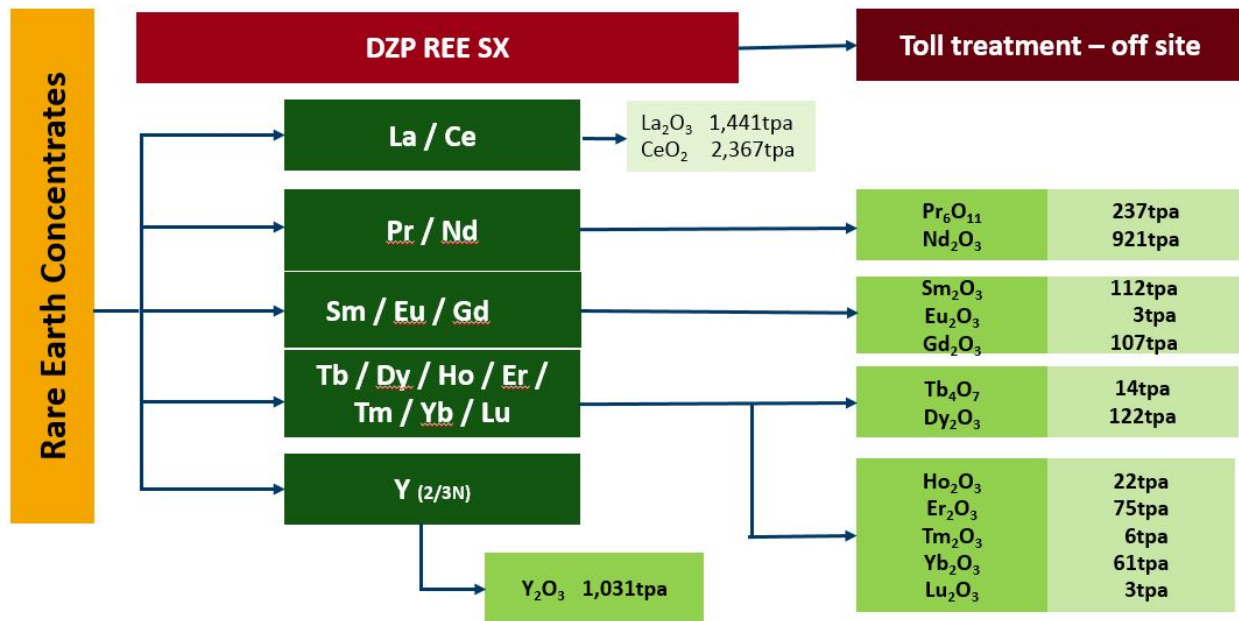 Rare Earth Concentrates
DZP REE SX
Toll treatment – off site
La / Ce
La₂O₃ 1,441tpa
CeO₂ 2,367tpa
Pr / Nd
Pr₆O₁₁ 237tpa
Nd₂O₃ 921tpa
Sm / Eu / Gd
Sm₂O₃ 112tpa
Eu₂O₃ 3tpa
Gd₂O₃ 107tpa
Tb / Dy / Ho / Er /
Tm / Yb / Lu
Tb₄O₇ 14tpa
Dy₂O₃ 122tpa
Y (2/3N)
Ho₂O₃ 22tpa
Er₂O₃ 75tpa
Tm₂O₃ 6tpa
Yb₂O₃ 61tpa
Lu₂O₃ 3tpa
Y₂O₃ 1,031tpa